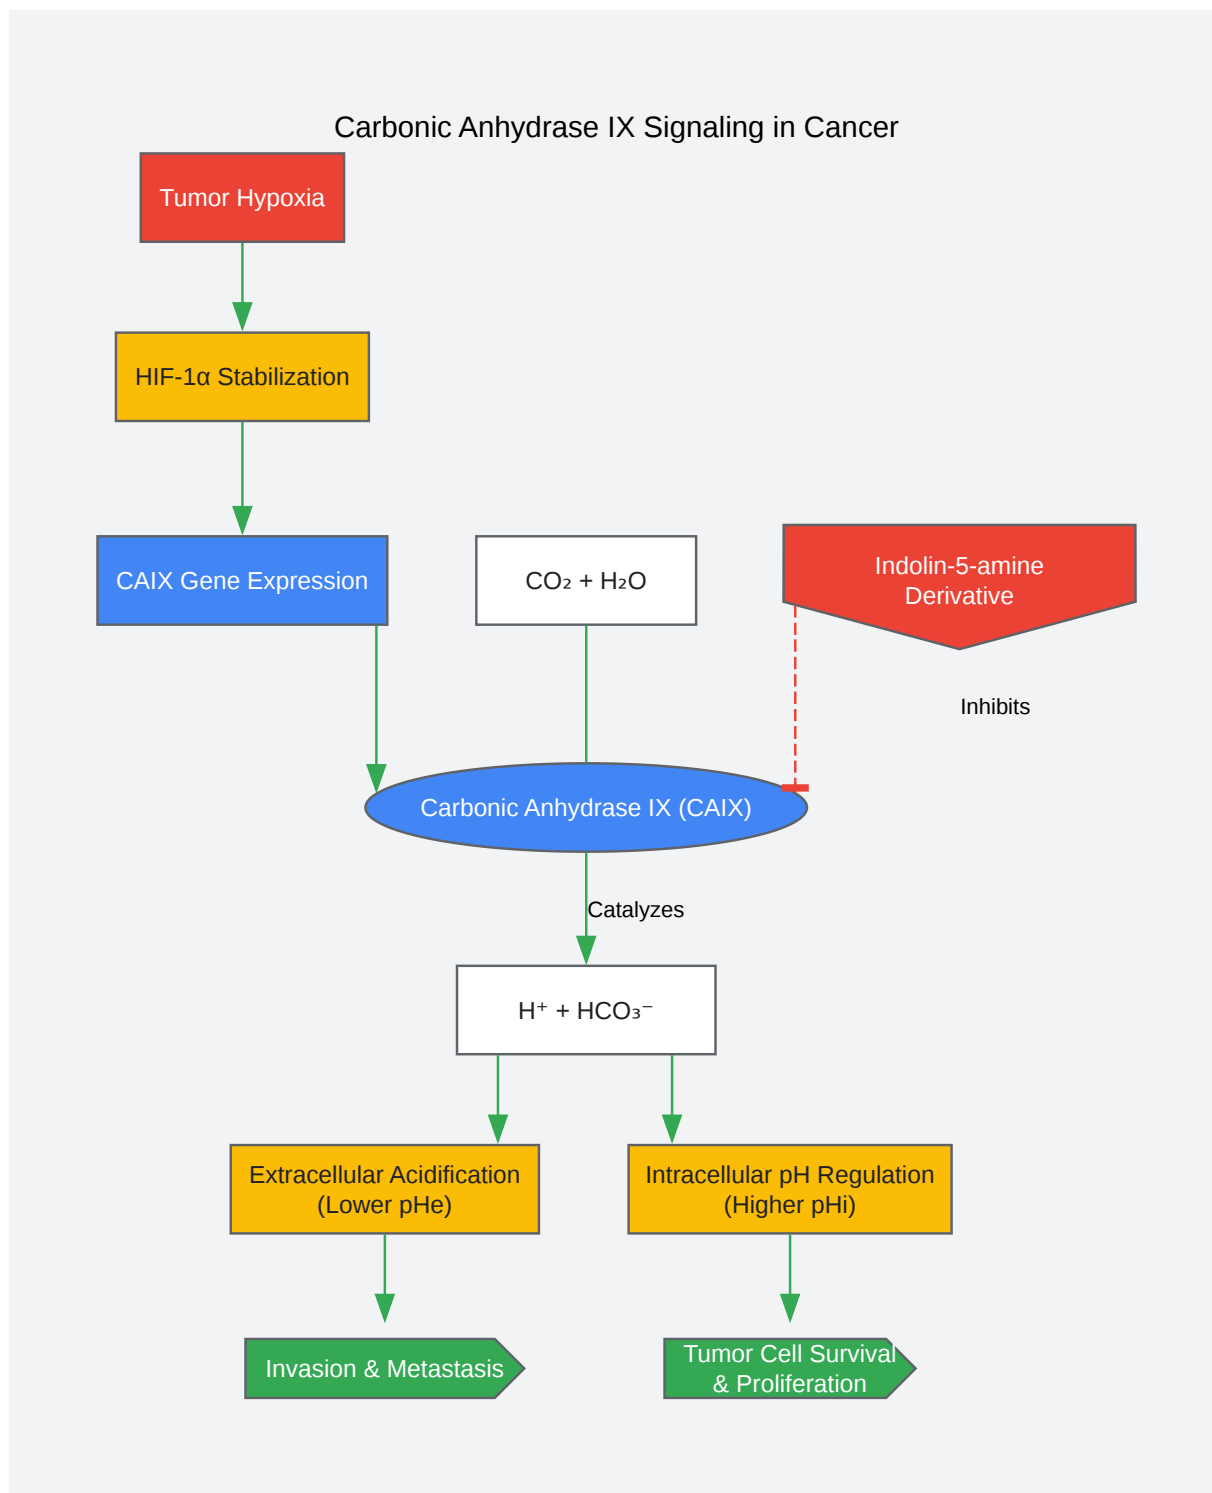 Carbonic Anhydrase IX Signaling in Cancer
Tumor Hypoxia
HIF-1α Stabilization
CAIX Gene Expression
CO₂ + H₂O
Indolin-5-amine
Derivative
Inhibits
Carbonic Anhydrase IX (CAIX)
Catalyzes
H⁺ + HCO₃⁻
Extracellular Acidification
(Lower pHe)
Intracellular pH Regulation
(Higher pHi)
Invasion & Metastasis
Tumor Cell Survival
& Proliferation